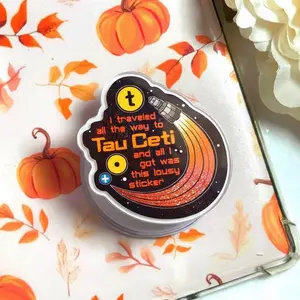 t
I traveled
all the way to
Tau Ceti
and all I
got was
this lousy
sticker